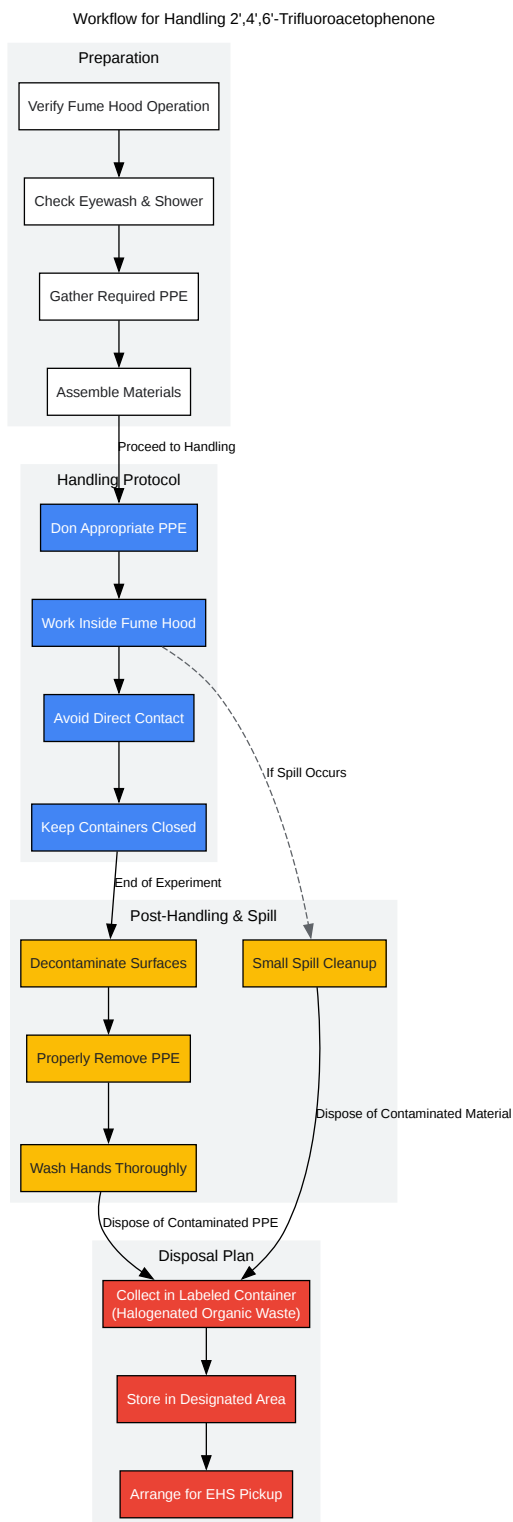 Workflow for Handling 2',4',6'-Trifluoroacetophenone
Preparation
Verify Fume Hood Operation
Check Eyewash & Shower
Gather Required PPE
Assemble Materials
Proceed to Handling
Handling Protocol
Don Appropriate PPE
Work Inside Fume Hood
Avoid Direct Contact
If Spill Occurs
Keep Containers Closed
End of Experiment
Post-Handling & Spill
Decontaminate Surfaces
Small Spill Cleanup
Properly Remove PPE
Dispose of Contaminated Material
Wash Hands Thoroughly
Dispose of Contaminated PPE
Disposal Plan
Collect in Labeled Container
(Halogenated Organic Waste)
Store in Designated Area
Arrange for EHS Pickup